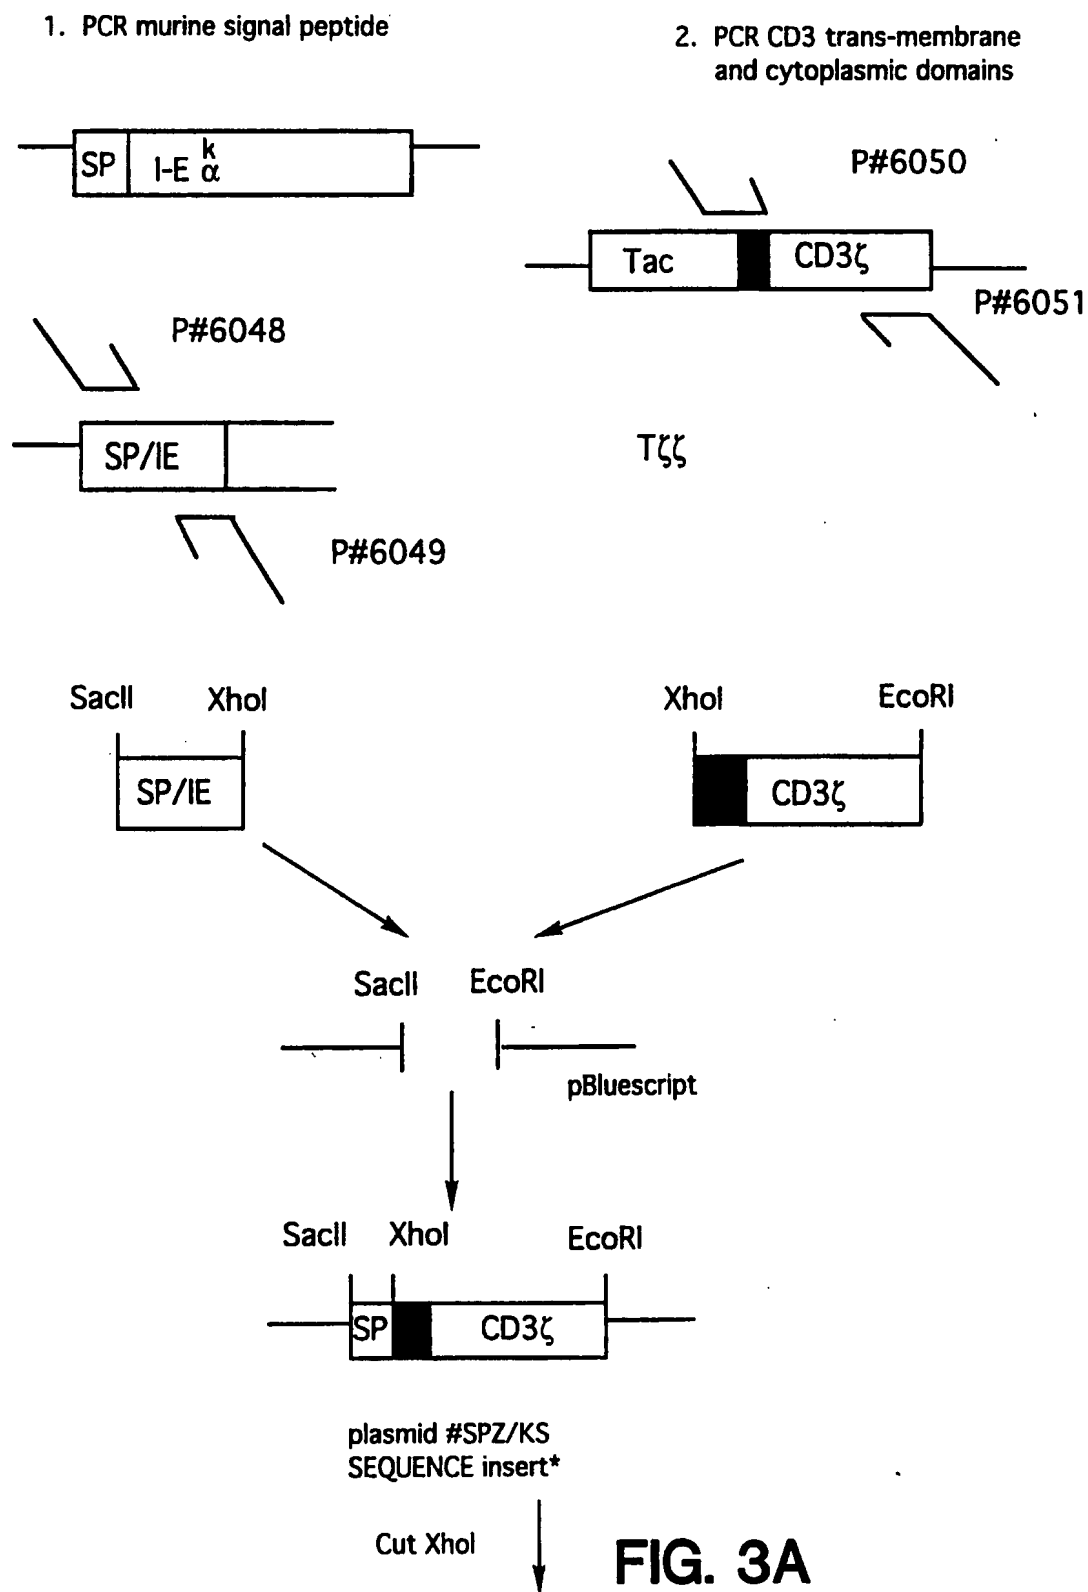 1. PCR murine signal peptide
2. PCR CD3 trans-membrane
and cytoplasmic domains
SP
I-E k α
P#6050
Tac
CD3ζ
P#6051
P#6048
SP/IE
Tζζ
P#6049
SacII
XhoI
XhoI
EcoRI
SP/IE
CD3ζ
SacII
EcoRI
pBluescript
SacII
XhoI
EcoRI
SP
CD3ζ
plasmid #SPZ/KS
SEQUENCE insert*
Cut XhoI
FIG. 3A